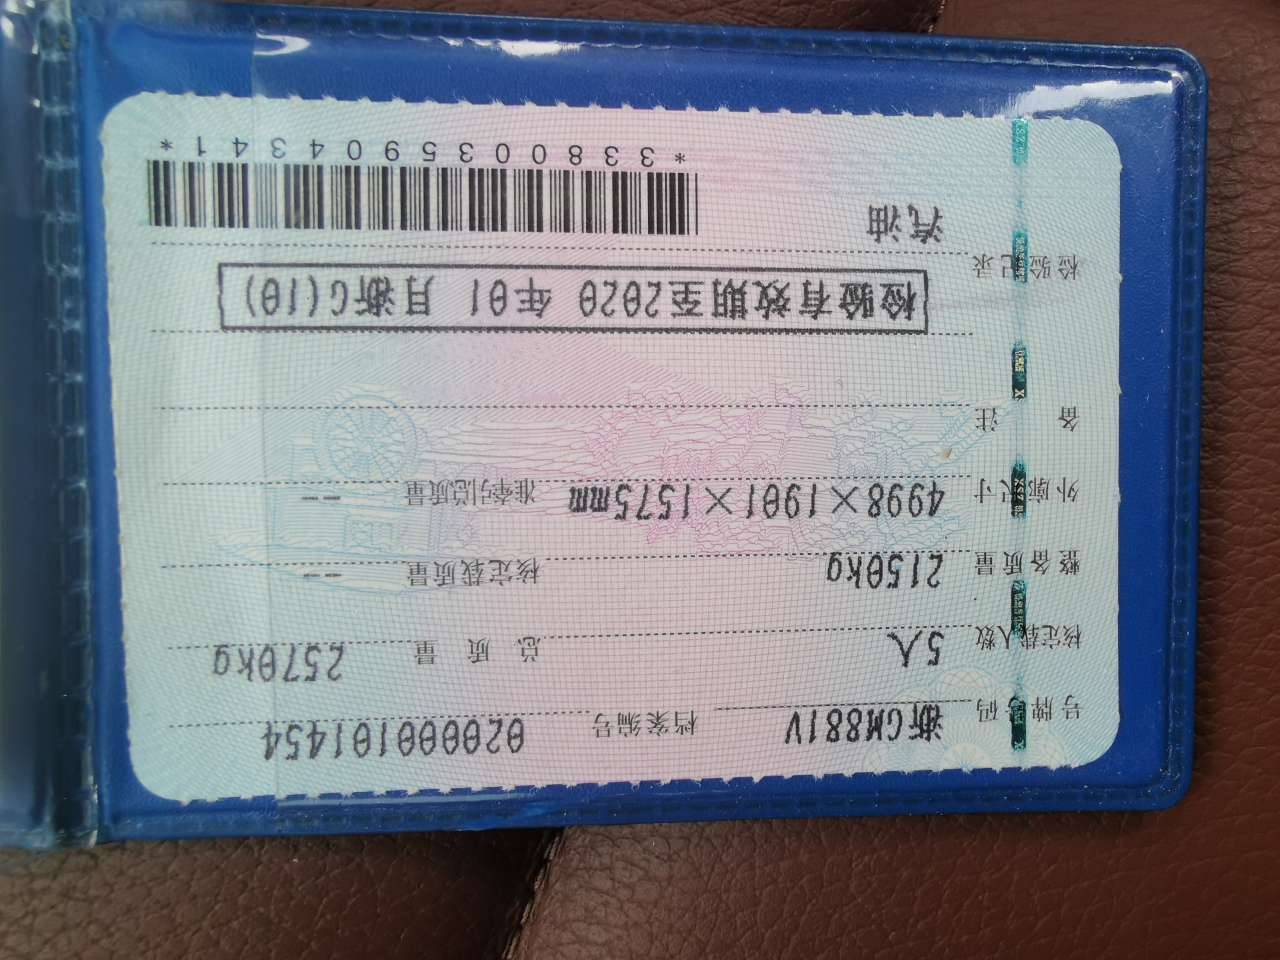 号牌号码 浙GM881V 档案编号 020000101454
核定载人数 5人 总质量 2570kg
整备质量 2150kg 核定载质量 --
外廓尺寸 4998×1901×1575mm 准牵引总质量 --
备注
检验有效期至2020 年01 月浙G(10)
检验记录
汽油
*3380035904341*